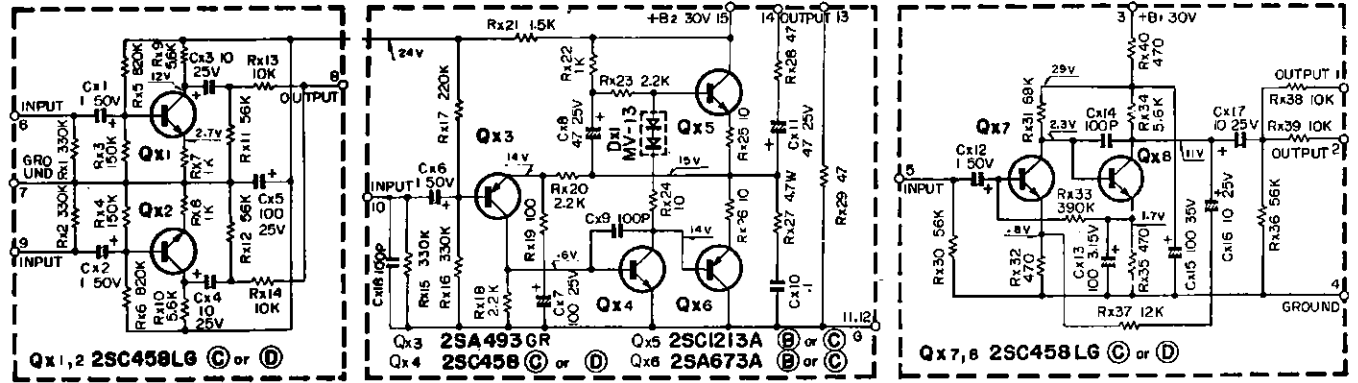 Cx1
1 50V
INPUT
6
Rx1 330K
Rx3 150K
Rx5 820K
Rx9 5.6K
12V
Cx3 10 25V
Rx13 10K
8
OUTPUT
Qx1
2.7V
Rx7 1K
Rx11 56K
GROUND
7
Rx2 330K
Rx4 150K
Qx2
Rx8 1K
Rx12 56K
Cx5 100 25V
9
INPUT
Cx2
1 50V
Rx6 820K
Rx10 5.6K
Cx4 10 25V
Rx14 10K
Qx1,2 2SC458LG Ⓒ or Ⓓ
24V
Rx21 1.5K
+B2 30V 15
14 OUTPUT 13
Rx17 220K
Rx22 1K
Rx23 2.2K
Rx28 47
Qx3
Cx8 47 25V
Dx1 MV-13
Qx5
Rx25 10
Cx11 47 25V
14V
15V
Cx6
1 50V
INPUT
10
Rx20 2.2K
Rx24 10
Rx26 10
Rx27 4.7W
Rx29 47
Rx19 100
Cx9 100P
14V
.6V
Cx18 100P
Rx15 330K
Rx16 330K
Rx18 2.2K
Cx7 100 25V
Qx4
Qx6
Cx10 .1
11,12
G
Qx3 2SA493GR
Qx5 2SC1213A Ⓑ or Ⓒ
Qx4 2SC458 Ⓒ or Ⓓ
Qx6 2SA673A Ⓑ or Ⓒ
3 +B1 30V
Rx40 470
29V
Rx31 68K
Cx14 100P
Rx34 5.6K
Cx17 10 25V
OUTPUT 1
Rx38 10K
Rx39 10K
OUTPUT 2
Qx7
2.3V
Qx8
11V
Cx12
1 50V
5
INPUT
Rx33 390K
1.7V
.8V
Rx30 56K
Rx32 470
Cx13 100 3.15V
Rx35 470
Cx15 100 35V
Cx16 10 25V
Rx36 56K
4
GROUND
Rx37 12K
Qx7,8 2SC458LG Ⓒ or Ⓓ